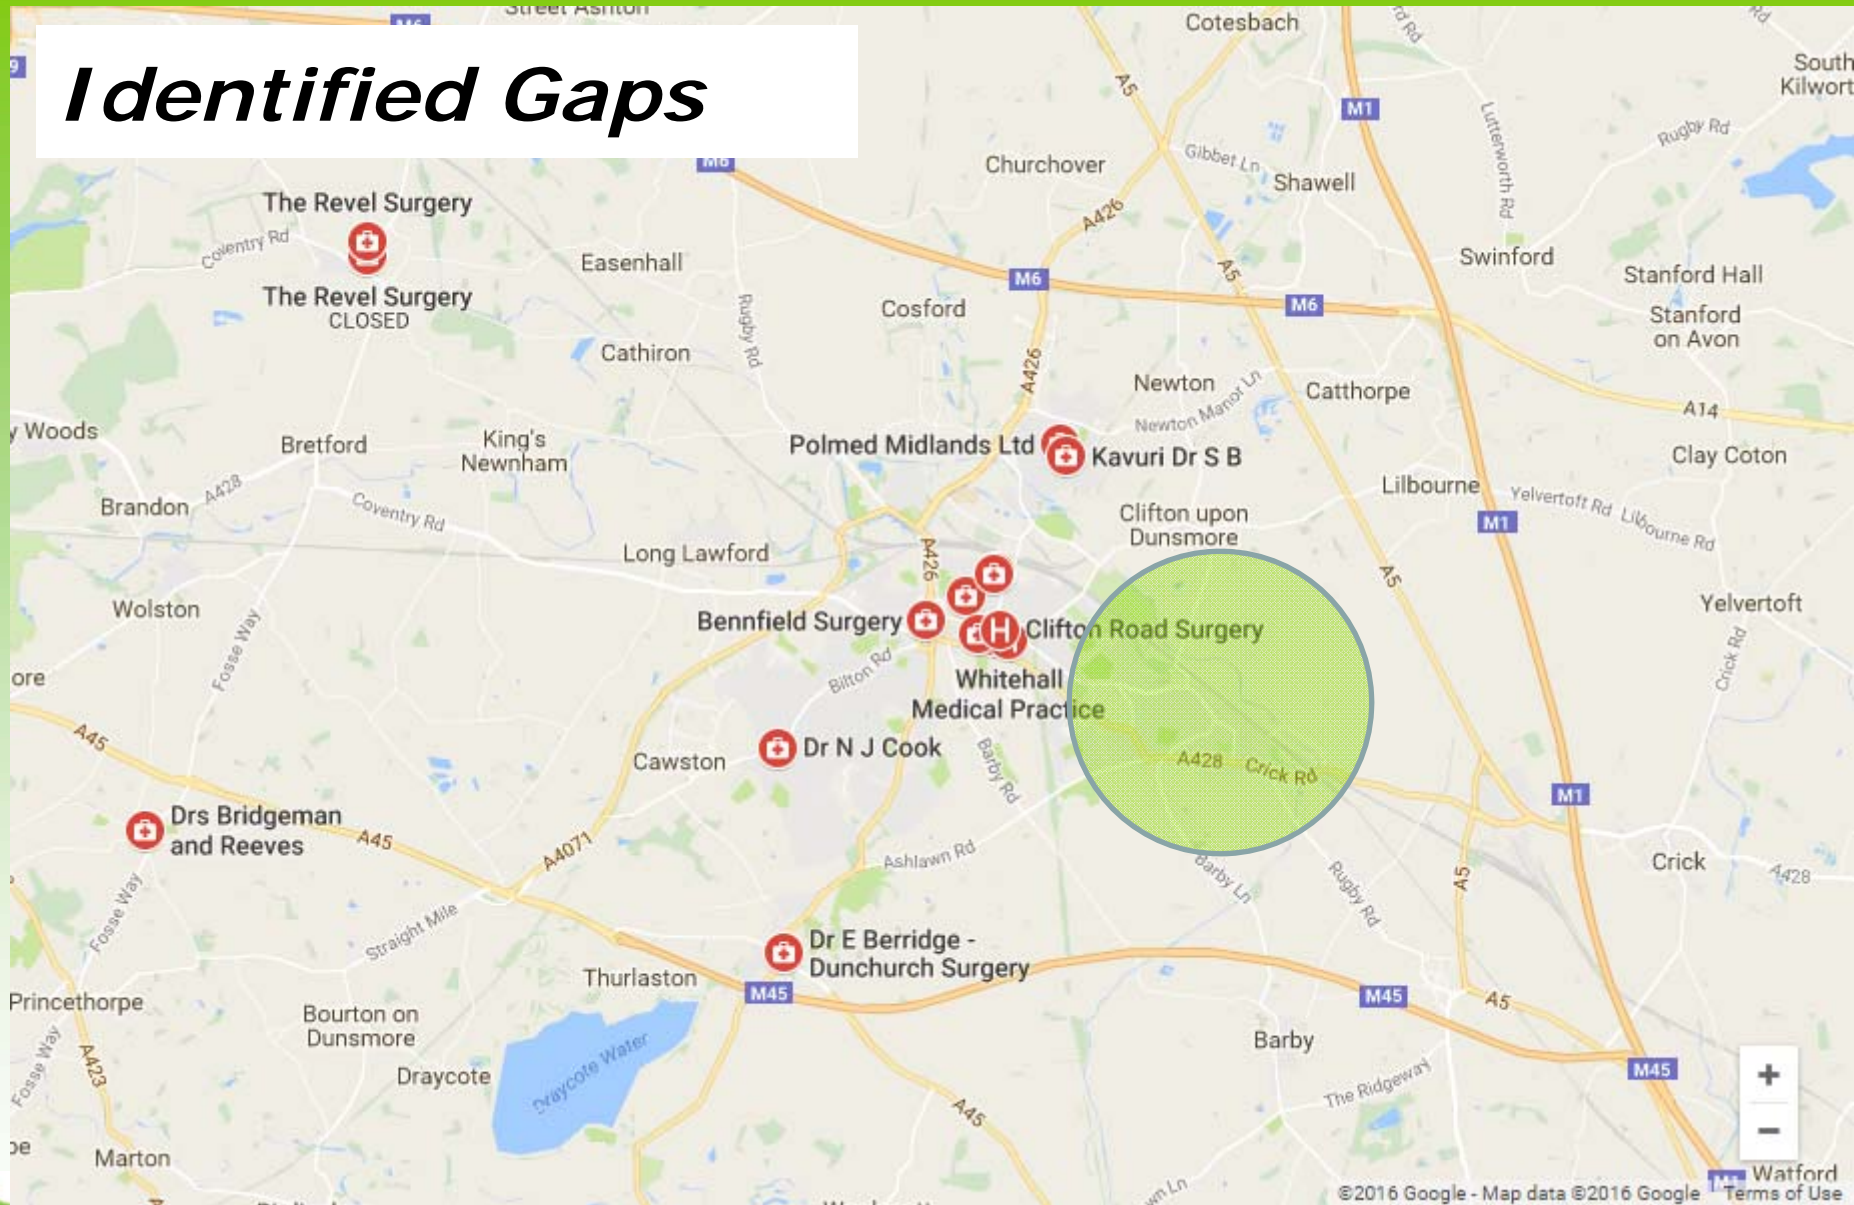 Identified Gaps
Street Ashton
M6
Cotesbach
Rd
South
Kilwort
A5
M1
Lutterworth Rd
Rugby Rd
M6
Churchover
Gibbet Ln
Shawell
The Revel Surgery
Coventry Rd
A426
Easenhall
A5
Swinford
Stanford Hall
The Revel Surgery
CLOSED
M6
M6
Cosford
Stanford
on Avon
Rugby Rd
Cathiron
A426
Newton
Newton Manor Ln
Catthorpe
A14
y Woods
Bretford
King's
Newnham
Polmed Midlands Ltd
Kavuri Dr S B
Clay Coton
Brandon
A428
Coventry Rd
Lilbourne
Yelvertoft Rd
Lilbourne Rd
M1
Clifton upon
Dunsmore
Long Lawford
A426
A5
Wolston
Fosse Way
Yelvertoft
Bennfield Surgery
H
Clifton Road Surgery
Crick Rd
ore
Bilton Rd
Whitehall
Medical Practice
A45
Cawston
Dr N J Cook
Barby Rd
A428
Crick Rd
M1
Drs Bridgeman
and Reeves
A45
A4071
Ashlawn Rd
Barby Ln
Rugby Rd
A5
Crick
A428
Fosse Way
Straight Mile
Dr E Berridge -
Dunchurch Surgery
Thurlaston
M45
M45
A5
Princethorpe
Bourton on
Dunsmore
Draycote Water
Barby
Fosse Way
A423
Draycote
The Ridgeway
M45
A45
+
−
Marton
Watford
M1
©2016 Google - Map data ©2016 Google
Terms of Use